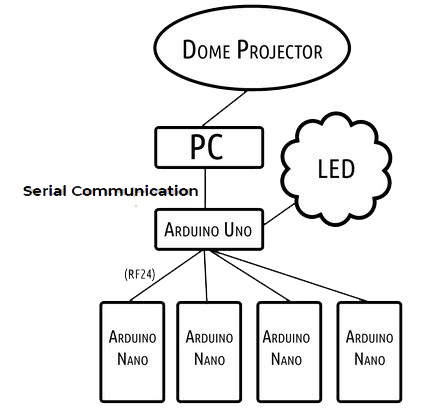 Dome Projector
PC
LED
Serial Communication
Arduino Uno
(RF24)
Arduino
Nano
Arduino
Nano
Arduino
Nano
Arduino
Nano